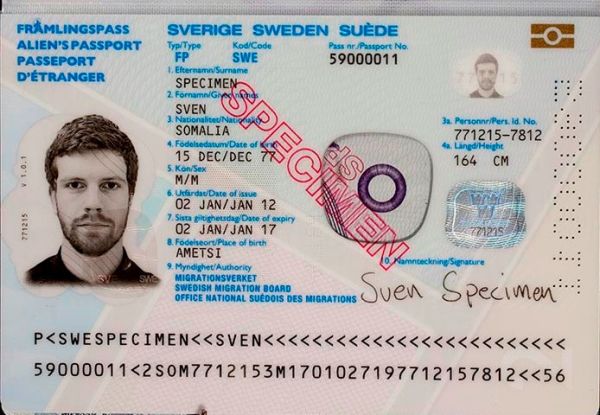 FRÄMLINGSPASS
ALIEN'S PASSPORT
PASSEPORT
D'ÉTRANGER
SVERIGE SWEDEN SUÈDE
Typ/Type Kod/Code Pass nr./Passport No.
FP SWE 59000011
1. Efternamn/Surname
SPECIMEN
2. Förnamn/Given names
SVEN
3. Nationalitet/Nationality
SOMALIA
4. Födelsedatum/Date of birth
15 DEC/DEC 77
5. Kön/Sex
M/M
6. Utfärdat/Date of issue
02 JAN/JAN 12
7. Sista giltighetsdag/Date of expiry
02 JAN/JAN 17
8. Födelseort/Place of birth
AMETSI
9. Myndighet/Authority
MIGRATIONSVERKET
SWEDISH MIGRATION BOARD
OFFICE NATIONAL SUÉDOIS DES MIGRATIONS
3a. Personnr/Pers. Id. No.
771215-7812
4a. Längd/Height
164 CM
10. Namnteckning/Signature
Sven Specimen
SPECIMEN
SP
V 1.0.1
771215
771215
P<SWESPECIMEN<<SVEN<<<<<<<<<<<<<<<<<<<<<<<<<
59000011<2SOM7712153M1701027197712157812<<56